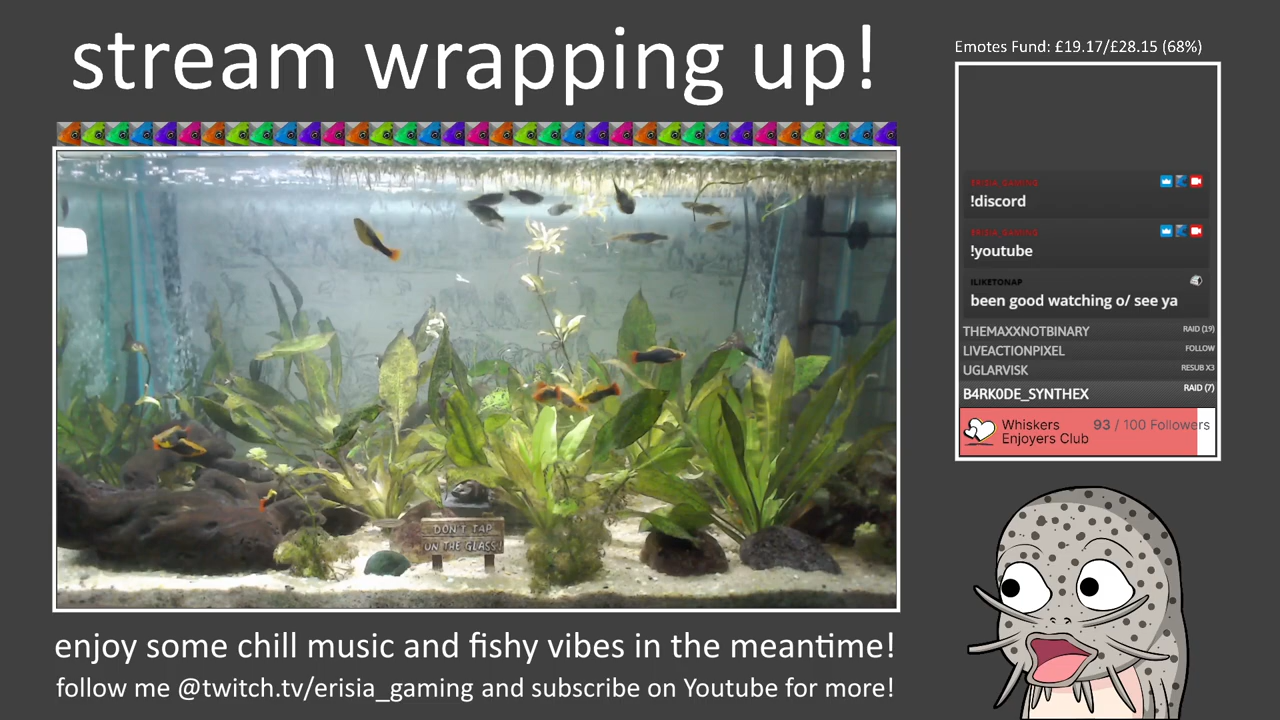 stream wrapping up!
Emotes Fund: £19.17/£28.15 (68%)
ERISIA_GAMING
!discord
ERISIA_GAMING
!youtube
ILIKETONAP
been good watching o/ see ya
THEMAXXNOTBINARY RAID (19)
LIVEACTIONPIXEL FOLLOW
UGLARVISK RESUB X3
B4RK0DE_SYNTHEX RAID (7)
Whiskers 93 / 100 Followers
Enjoyers Club
DON'T TAP
ON THE GLASS!
enjoy some chill music and fishy vibes in the meantime!
follow me @twitch.tv/erisia_gaming and subscribe on Youtube for more!